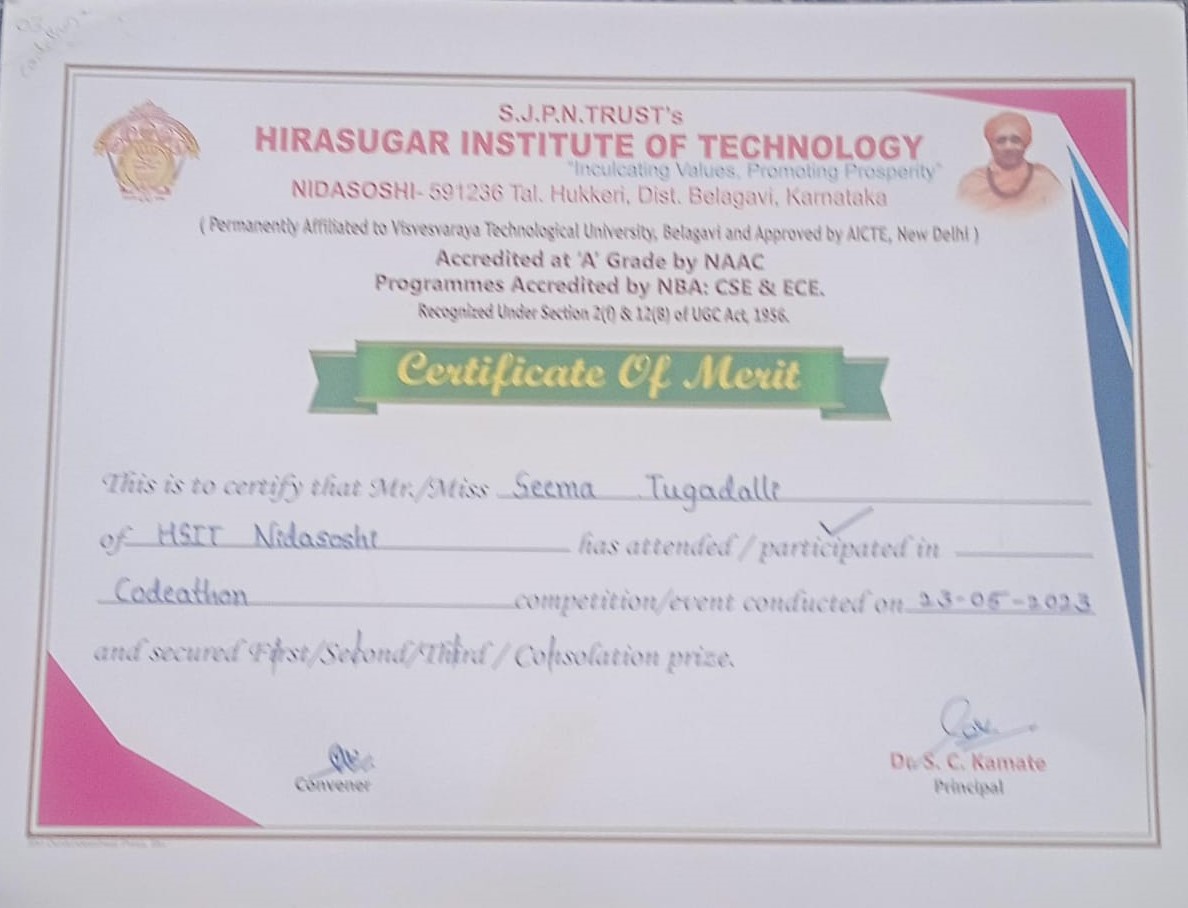 S.J.P.N.TRUST's
HIRASUGAR INSTITUTE OF TECHNOLOGY
"Inculcating Values, Promoting Prosperity"
NIDASOSHI- 591236 Tal. Hukkeri, Dist. Belagavi, Karnataka
( Permanently Affiliated to Visvesvaraya Technological University, Belagavi and Approved by AICTE, New Delhi )
Accredited at 'A' Grade by NAAC
Programmes Accredited by NBA: CSE & ECE.
Recognized Under Section 2(f) & 12(B) of UGC Act, 1956.
Certificate Of Merit
This is to certify that Mr./Miss Seema Tugadalli
of HSIT Nidasoshi has attended / participated in
Codeathon competition/event conducted on 23-05-2023
and secured First/Second/Third / Consolation prize.
Convener
Dr. S. C. Kamate
Principal